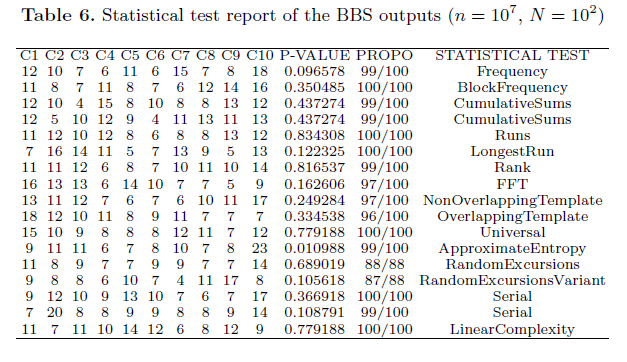 Table 6. Statistical test report of the BBS outputs (n = 10⁷, N = 10²)
C1 C2 C3 C4 C5 C6 C7 C8 C9 C10 P-VALUE PROPO STATISTICAL TEST
12 10 7 6 11 6 15 7 8 18 0.096578 99/100 Frequency
11 8 7 11 8 7 6 12 14 16 0.350485 100/100 BlockFrequency
12 10 4 15 8 10 8 8 13 12 0.437274 99/100 CumulativeSums
12 5 10 12 9 4 11 13 11 13 0.437274 99/100 CumulativeSums
11 12 10 12 8 6 8 8 13 12 0.834308 100/100 Runs
7 16 14 11 5 7 13 9 5 13 0.122325 100/100 LongestRun
11 11 12 6 8 7 10 11 10 14 0.816537 99/100 Rank
16 13 13 6 14 10 7 7 5 9 0.162606 97/100 FFT
13 11 12 7 6 7 6 10 11 17 0.249284 97/100 NonOverlappingTemplate
18 12 10 11 8 9 11 7 7 7 0.334538 96/100 OverlappingTemplate
15 10 9 8 8 8 12 11 7 12 0.779188 100/100 Universal
9 11 11 6 7 8 10 7 8 23 0.010988 99/100 ApproximateEntropy
11 8 9 7 7 9 9 7 7 14 0.689019 88/88 RandomExcursions
9 8 8 6 10 7 4 11 17 8 0.105618 87/88 RandomExcursionsVariant
9 12 10 9 13 10 7 6 7 17 0.366918 100/100 Serial
7 20 8 8 9 9 8 8 9 14 0.108791 99/100 Serial
11 7 11 10 14 12 6 8 12 9 0.779188 100/100 LinearComplexity